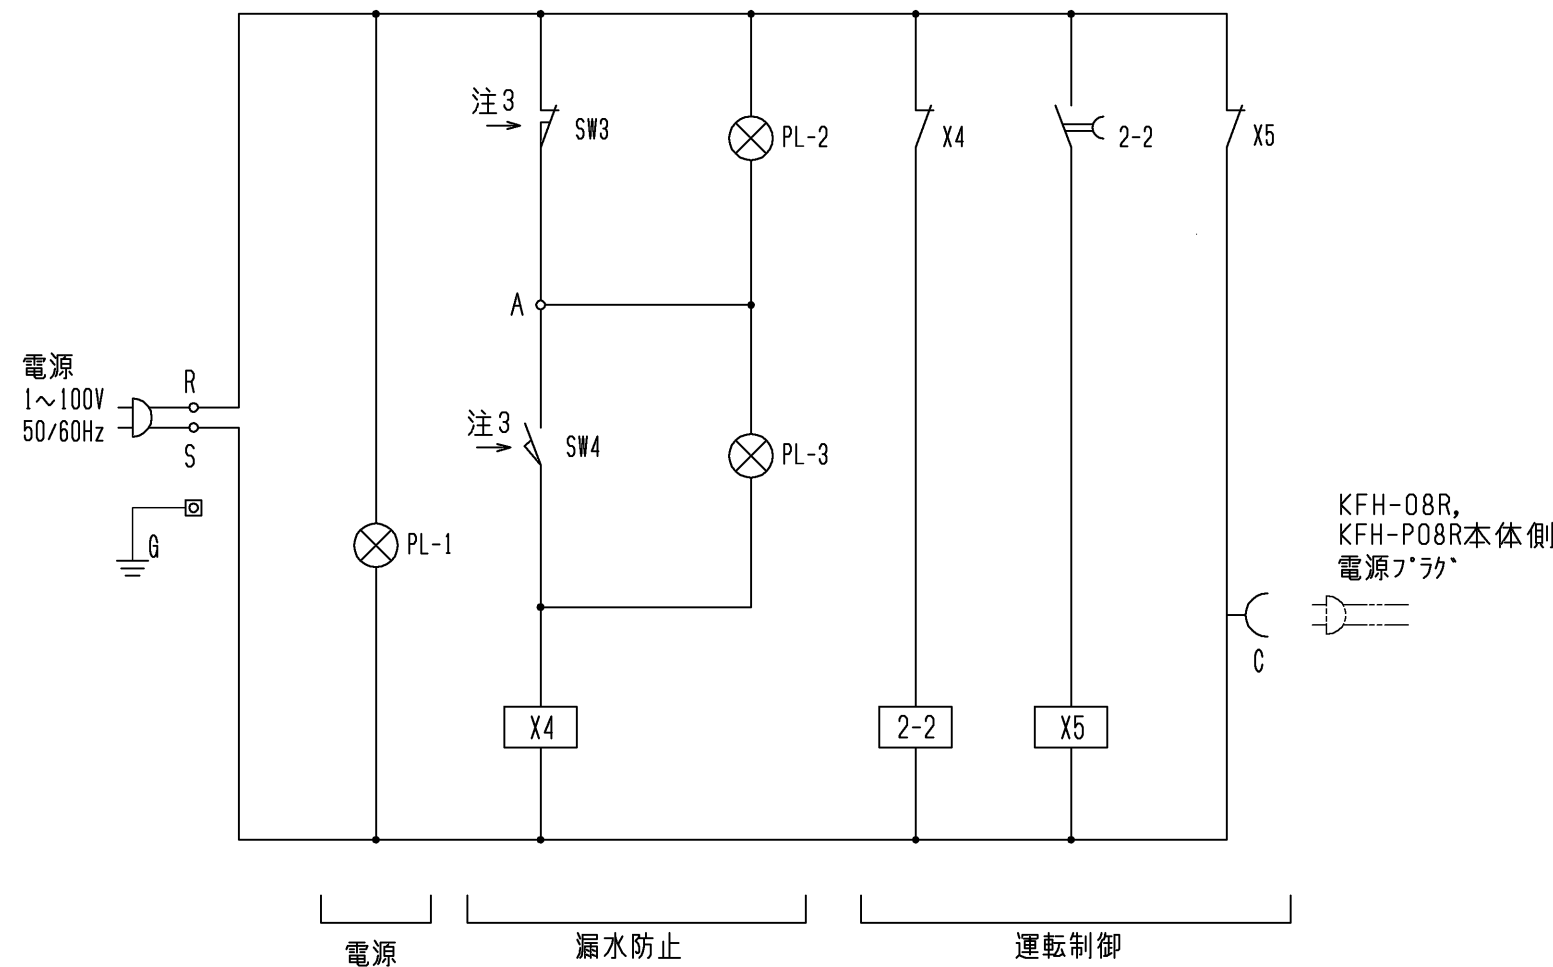 注3
SW3
PL-2
X4
2-2
X5
A
電源
1～100V
50/60Hz
R
S
注3
SW4
PL-3
G
PL-1
KFH-08R,
KFH-P08R本体側
電源ﾌﾟﾗｸﾞ
C
X4
2-2
X5
電源
漏水防止
運転制御